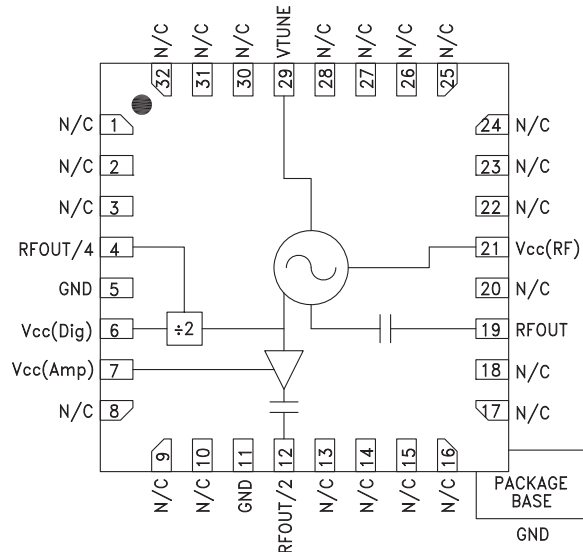 N/C N/C N/C VTUNE N/C N/C N/C N/C
32 31 30 29 28 27 26 25
N/C 1
N/C 2
N/C 3
RFOUT/4 4
GND 5
Vcc(Dig) 6
Vcc(Amp) 7
N/C 8
÷2
24 N/C
23 N/C
22 N/C
21 Vcc(RF)
20 N/C
19 RFOUT
18 N/C
17 N/C
9 10 11 12 13 14 15 16
N/C N/C GND RFOUT/2 N/C N/C N/C N/C
PACKAGE
BASE
GND